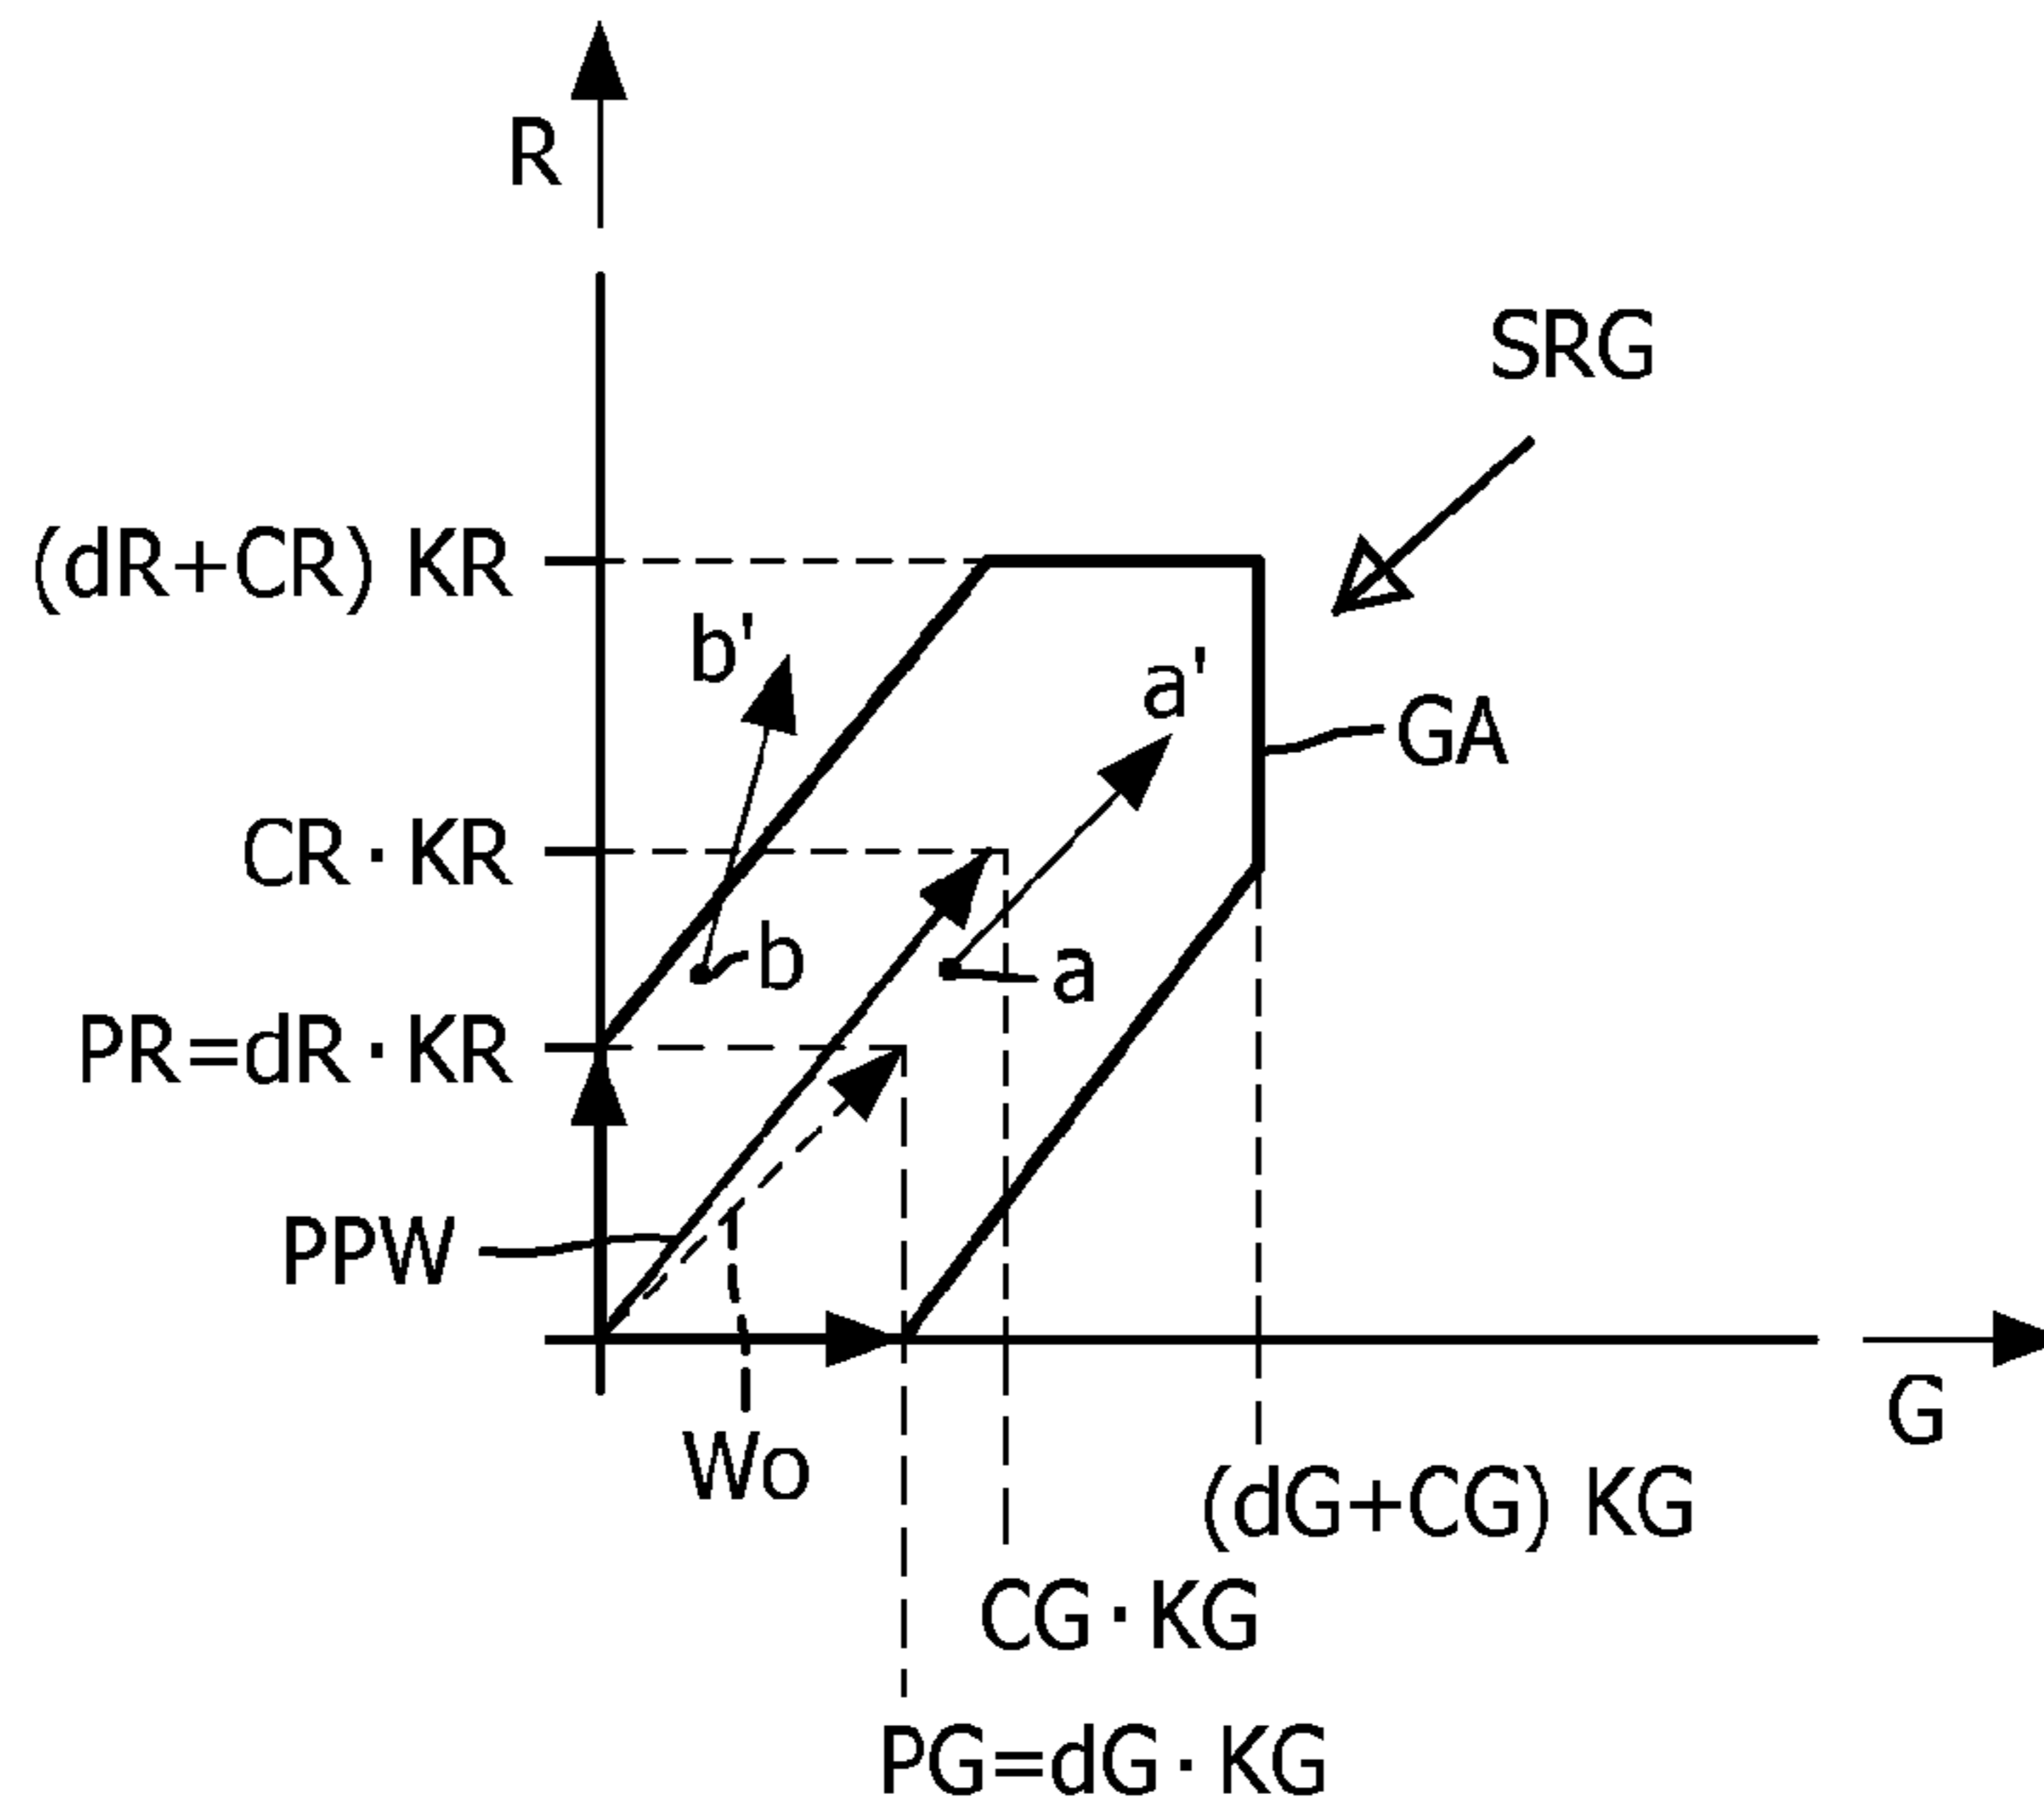 R
SRG
(dR+CR) KR
b'
a'
GA
CR·KR
b
a
PR=dR·KR
PPW
G
Wo
(dG+CG) KG
CG·KG
PG=dG·KG